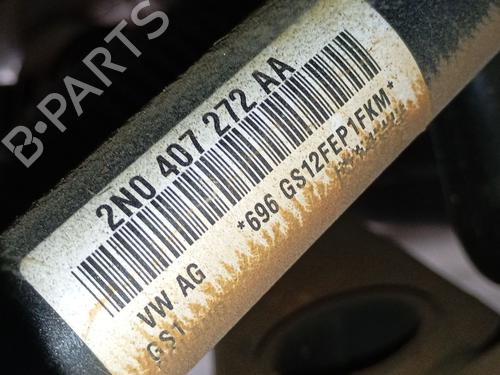 B-PARTS
2N0 407 272 AA
*696 GS12FEP1FKM*
VW AG
GS1